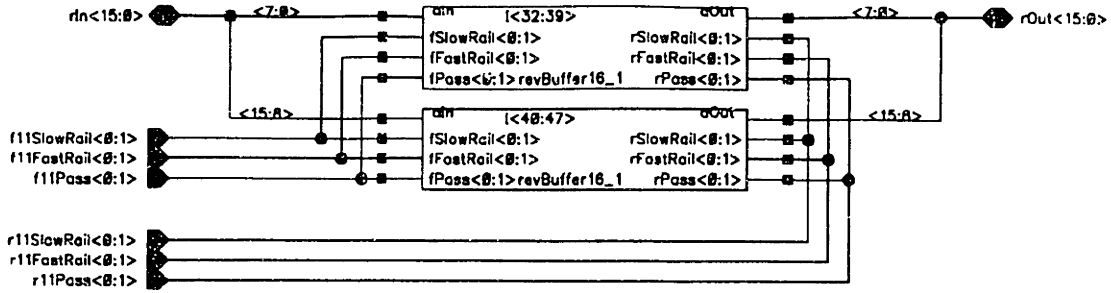 rIn<15:0> <7:0> aIn I<32:39> aOut <7:0> rOut<15:0>
fSlowRail<0:1> rSlowRail<0:1>
fFastRail<0:1> rFastRail<0:1>
fPass<0:1> revBuffer16_1 rPass<0:1>
<15:8> aIn I<40:47> aOut <15:8>
f11SlowRail<0:1> fSlowRail<0:1> rSlowRail<0:1>
f11FastRail<0:1> fFastRail<0:1> rFastRail<0:1>
f11Pass<0:1> fPass<0:1> revBuffer16_1 rPass<0:1>
r11SlowRail<0:1>
r11FastRail<0:1>
r11Pass<0:1>